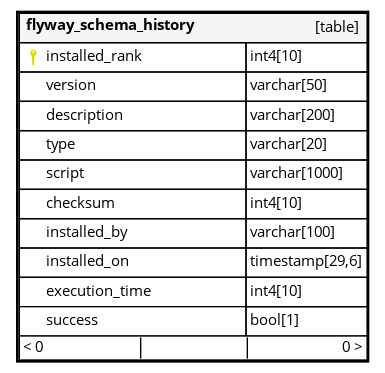 flyway_schema_history [table]
installed_rank int4[10]
version varchar[50]
description varchar[200]
type varchar[20]
script varchar[1000]
checksum int4[10]
installed_by varchar[100]
installed_on timestamp[29,6]
execution_time int4[10]
success bool[1]
< 0 0 >